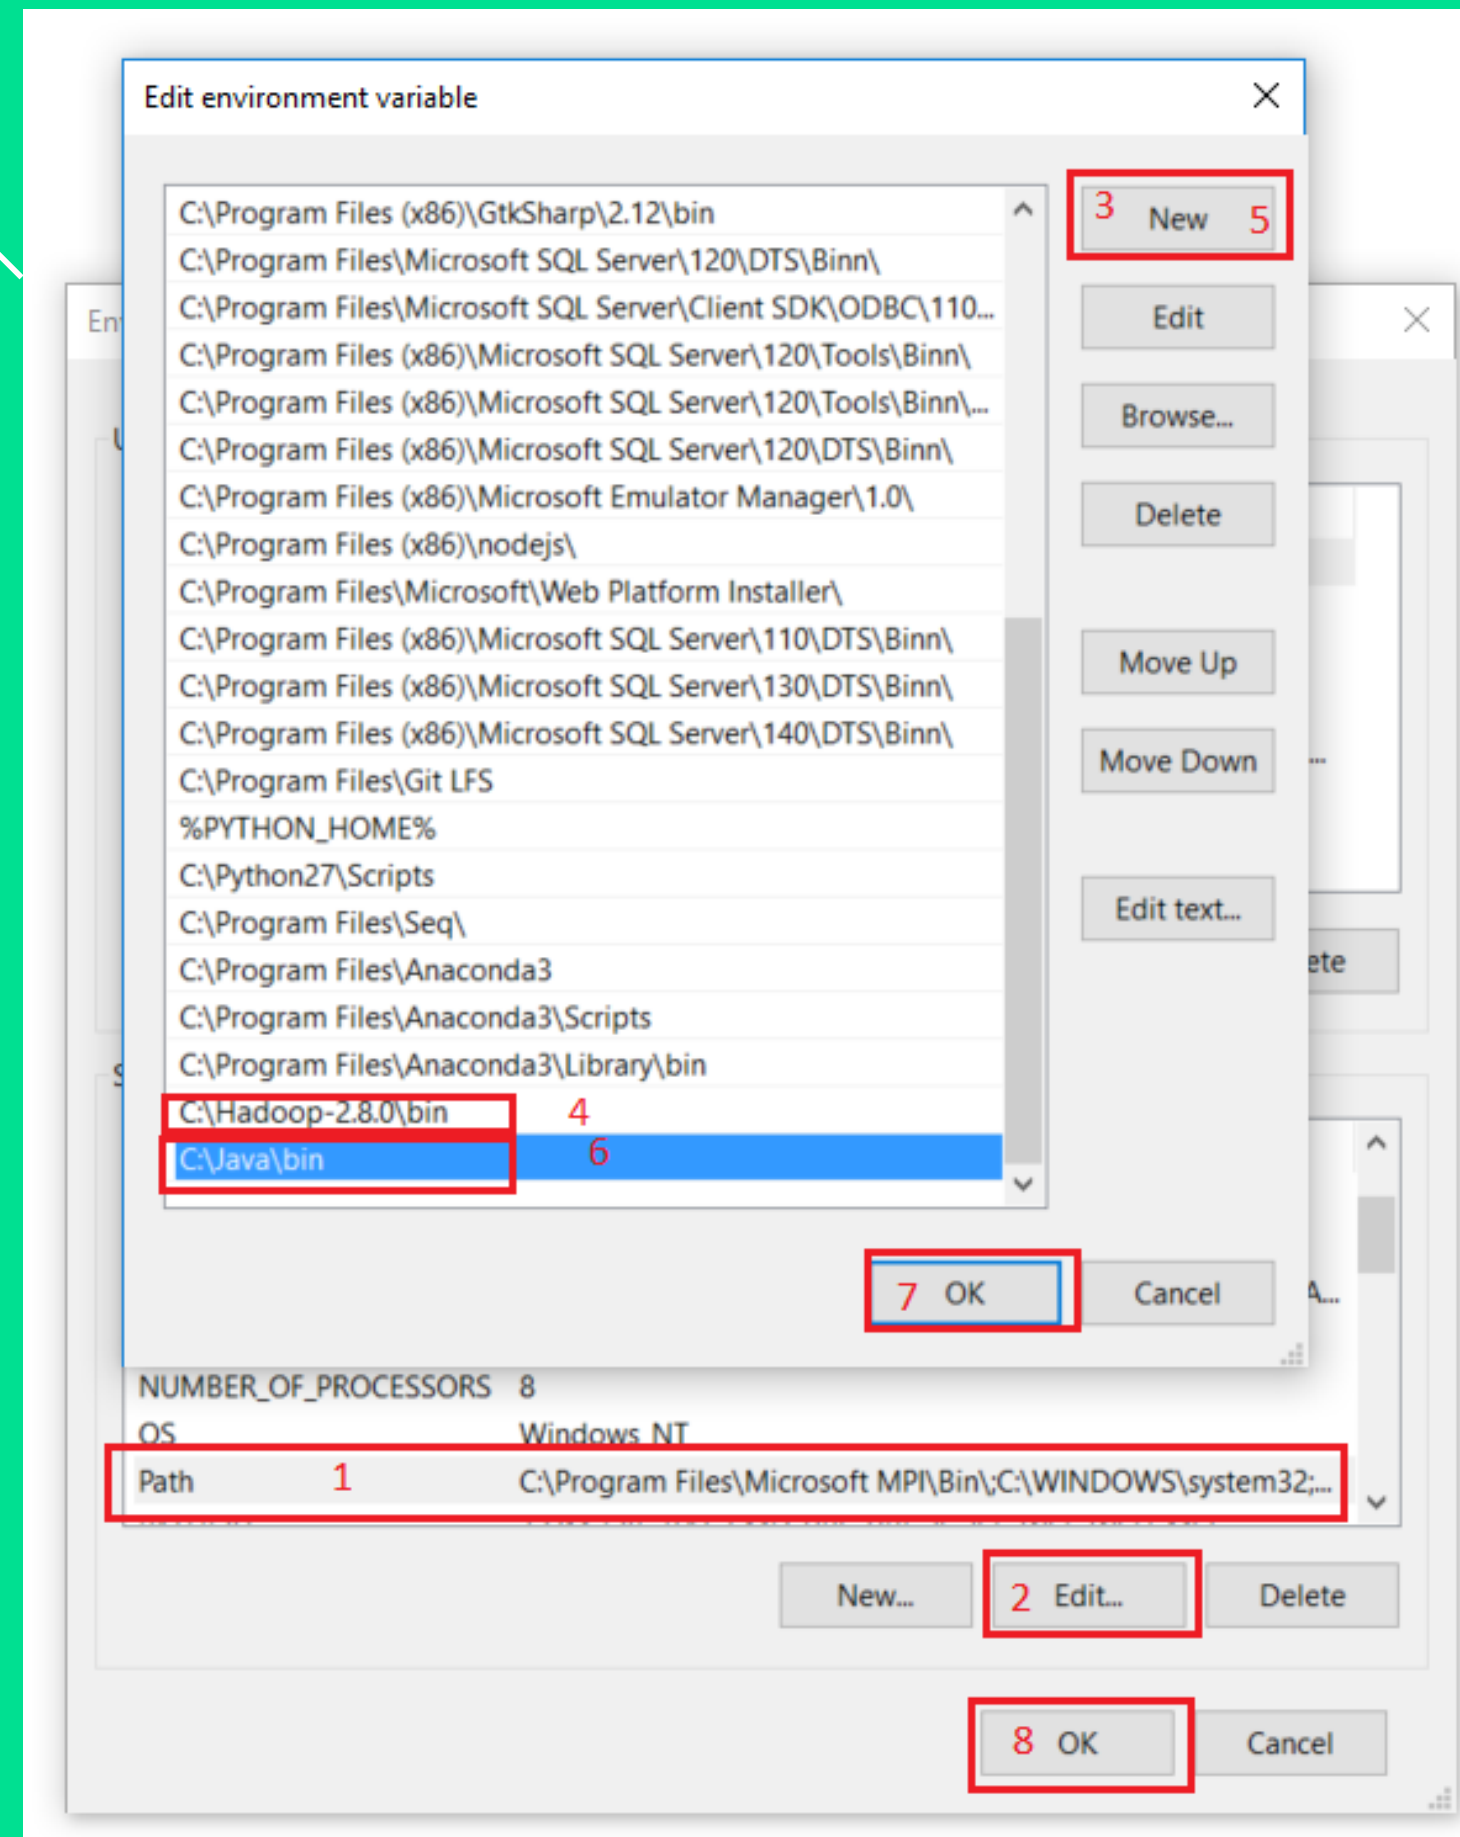 Edit environment variable
C:\Program Files (x86)\GtkSharp\2.12\bin
C:\Program Files\Microsoft SQL Server\120\DTS\Binn\
C:\Program Files\Microsoft SQL Server\Client SDK\ODBC\110...
C:\Program Files (x86)\Microsoft SQL Server\120\Tools\Binn\
C:\Program Files (x86)\Microsoft SQL Server\120\Tools\Binn\...
C:\Program Files (x86)\Microsoft SQL Server\120\DTS\Binn\
C:\Program Files (x86)\Microsoft Emulator Manager\1.0\
C:\Program Files (x86)\nodejs\
C:\Program Files\Microsoft\Web Platform Installer\
C:\Program Files (x86)\Microsoft SQL Server\110\DTS\Binn\
C:\Program Files (x86)\Microsoft SQL Server\130\DTS\Binn\
C:\Program Files (x86)\Microsoft SQL Server\140\DTS\Binn\
C:\Program Files\Git LFS
%PYTHON_HOME%
C:\Python27\Scripts
C:\Program Files\Seq\
C:\Program Files\Anaconda3
C:\Program Files\Anaconda3\Scripts
C:\Program Files\Anaconda3\Library\bin
C:\Hadoop-2.8.0\bin 4
C:\Java\bin 6
3 New 5
Edit
Browse...
Delete
Move Up
Move Down
Edit text...
7 OK
Cancel
En
...
ete
A...
NUMBER_OF_PROCESSORS 8
OS Windows_NT
Path 1 C:\Program Files\Microsoft MPI\Bin\;C:\WINDOWS\system32;...
New...
2 Edit...
Delete
8 OK
Cancel